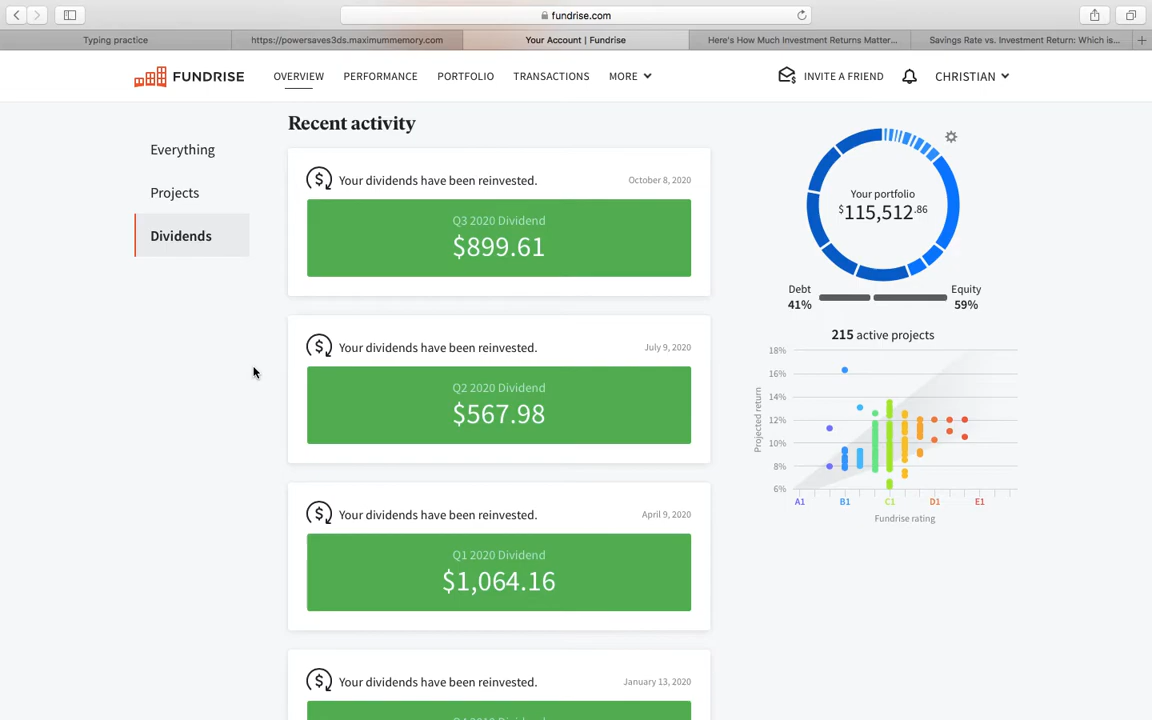 fundrise.com
Typing practice
https://powersaves3ds.maximummemory.com
Your Account | Fundrise
Here's How Much Investment Returns Matter...
Savings Rate vs. Investment Return: Which is...
FUNDRISE
OVERVIEW
PERFORMANCE
PORTFOLIO
TRANSACTIONS
MORE
INVITE A FRIEND
CHRISTIAN
Everything
Projects
Dividends
Recent activity
Your dividends have been reinvested.
October 8, 2020
Q3 2020 Dividend
$899.61
Your dividends have been reinvested.
July 9, 2020
Q2 2020 Dividend
$567.98
Your dividends have been reinvested.
April 9, 2020
Q1 2020 Dividend
$1,064.16
Your dividends have been reinvested.
January 13, 2020
Your portfolio
$115,512.86
Debt
41%
Equity
59%
215 active projects
18%
16%
14%
12%
10%
8%
6%
Projected return
A1
B1
C1
D1
E1
Fundrise rating